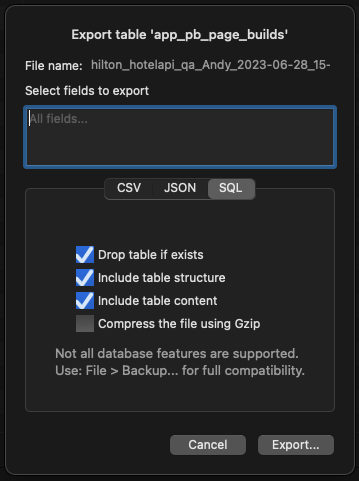 Export table 'app_pb_page_builds'
File name: hilton_hotelapi_qa_Andy_2023-06-28_15-
Select fields to export
All fields...
CSV JSON SQL
Drop table if exists
Include table structure
Include table content
Compress the file using Gzip
Not all database features are supported.
Use: File > Backup... for full compatibility.
Cancel Export...